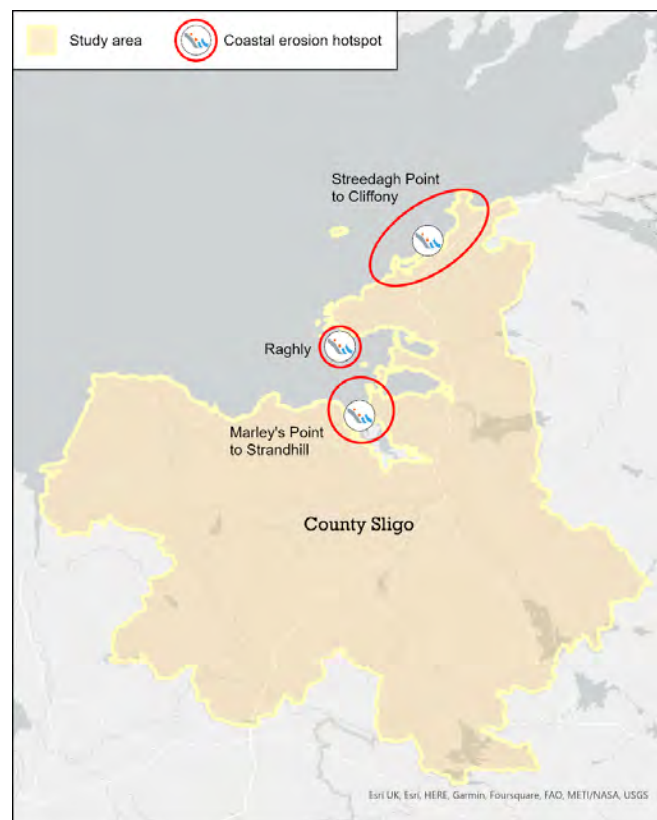 Study area
Coastal erosion hotspot
Streedagh Point
to Cliffony
Raghly
Marley's Point
to Strandhill
County Sligo
Esri UK, Esri, HERE, Garmin, Foursquare, FAO, METI/NASA, USGS